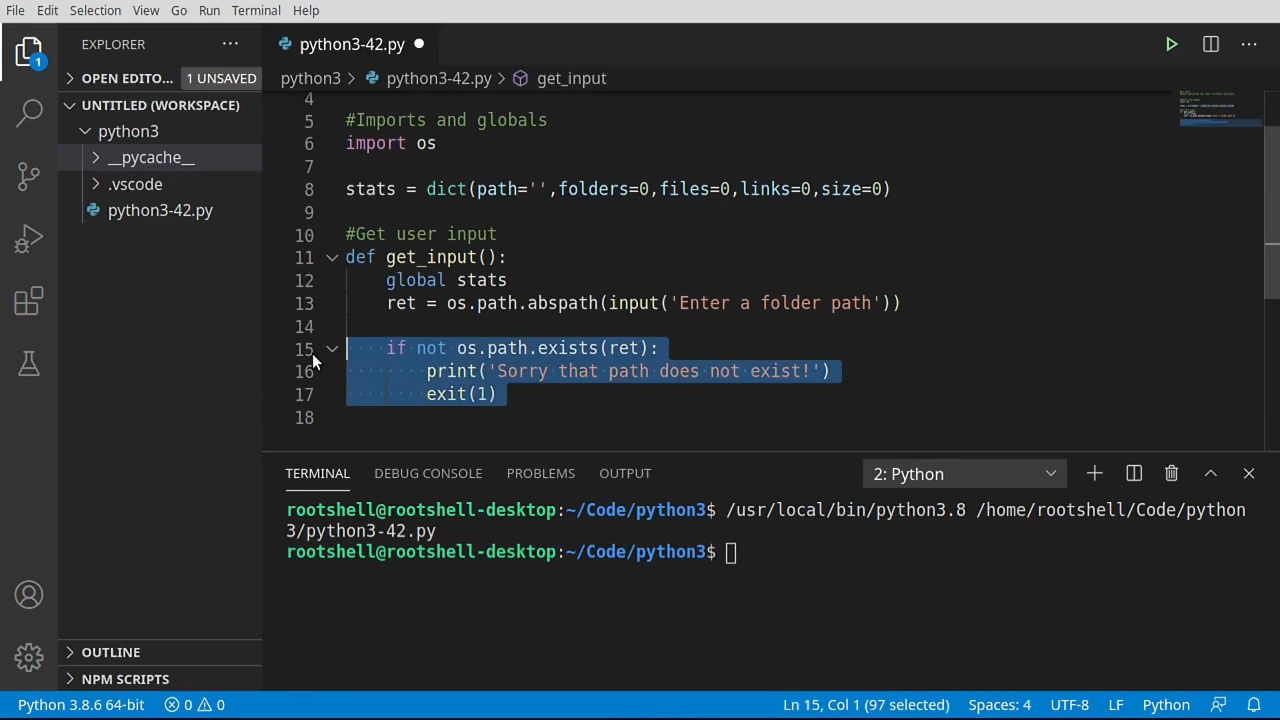 File Edit Selection View Go Run Terminal Help
EXPLORER
python3-42.py
1
OPEN EDITO... 1 UNSAVED
python3 > python3-42.py > get_input
UNTITLED (WORKSPACE)
python3
__pycache__
.vscode
python3-42.py
4
5 #Imports and globals
6 import os
7
8 stats = dict(path='',folders=0,files=0,links=0,size=0)
9
10 #Get user input
11 def get_input():
12 global stats
13 ret = os.path.abspath(input('Enter a folder path'))
14
15 if not os.path.exists(ret):
16 print('Sorry that path does not exist!')
17 exit(1)
18
TERMINAL DEBUG CONSOLE PROBLEMS OUTPUT 2: Python
rootshell@rootshell-desktop:~/Code/python3$ /usr/local/bin/python3.8 /home/rootshell/Code/python
3/python3-42.py
rootshell@rootshell-desktop:~/Code/python3$
OUTLINE
NPM SCRIPTS
Python 3.8.6 64-bit 0 0 Ln 15, Col 1 (97 selected) Spaces: 4 UTF-8 LF Python